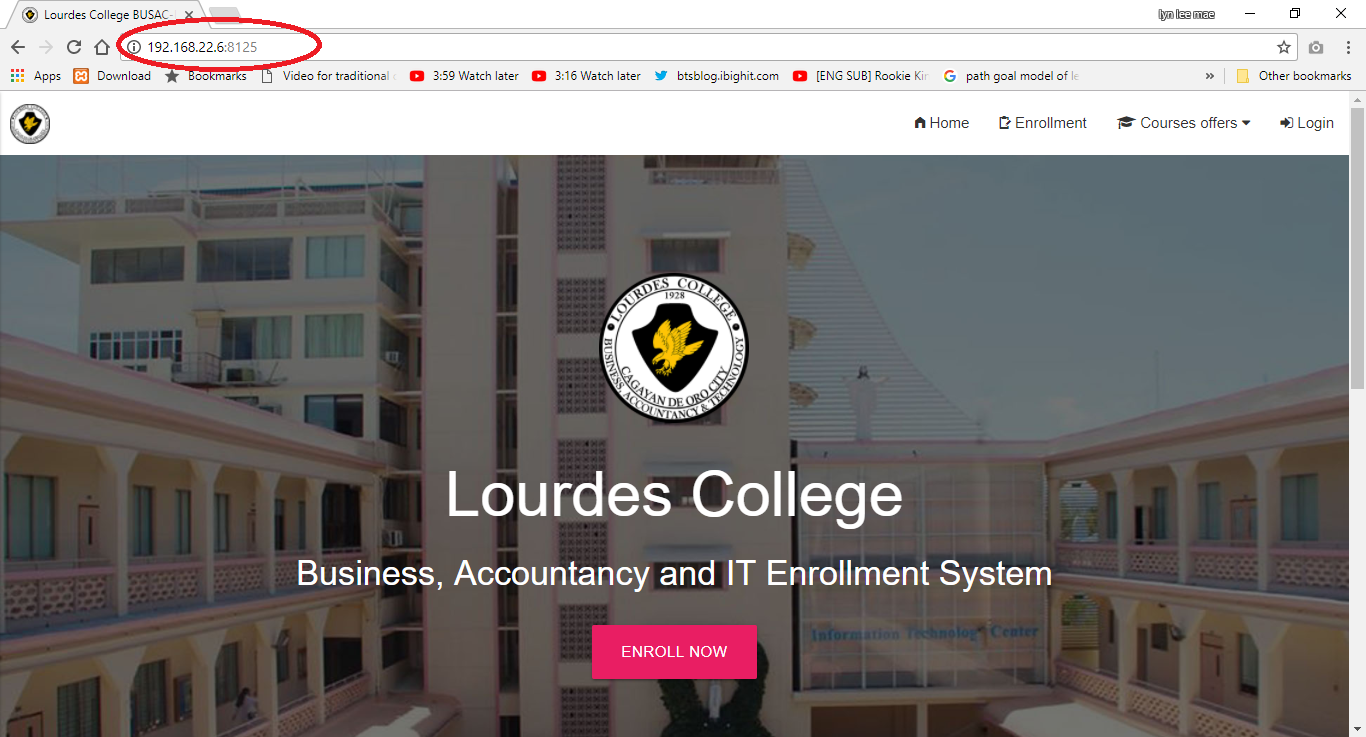 Lourdes College BUSAC-
lyn lee mae
192.168.22.6:8125
Apps Download Bookmarks Video for traditional 3:59 Watch later 3:16 Watch later btsblog.ibighit.com [ENG SUB] Rookie Kin path goal model of le » Other bookmarks
Home Enrollment Courses offers Login
LOURDES COLLEGE
1928
BUSINESS, ACCOUNTANCY & TECHNOLOGY
CAGAYAN DE ORO CITY
Lourdes College
Business, Accountancy and IT Enrollment System
Information Technology Center
ENROLL NOW